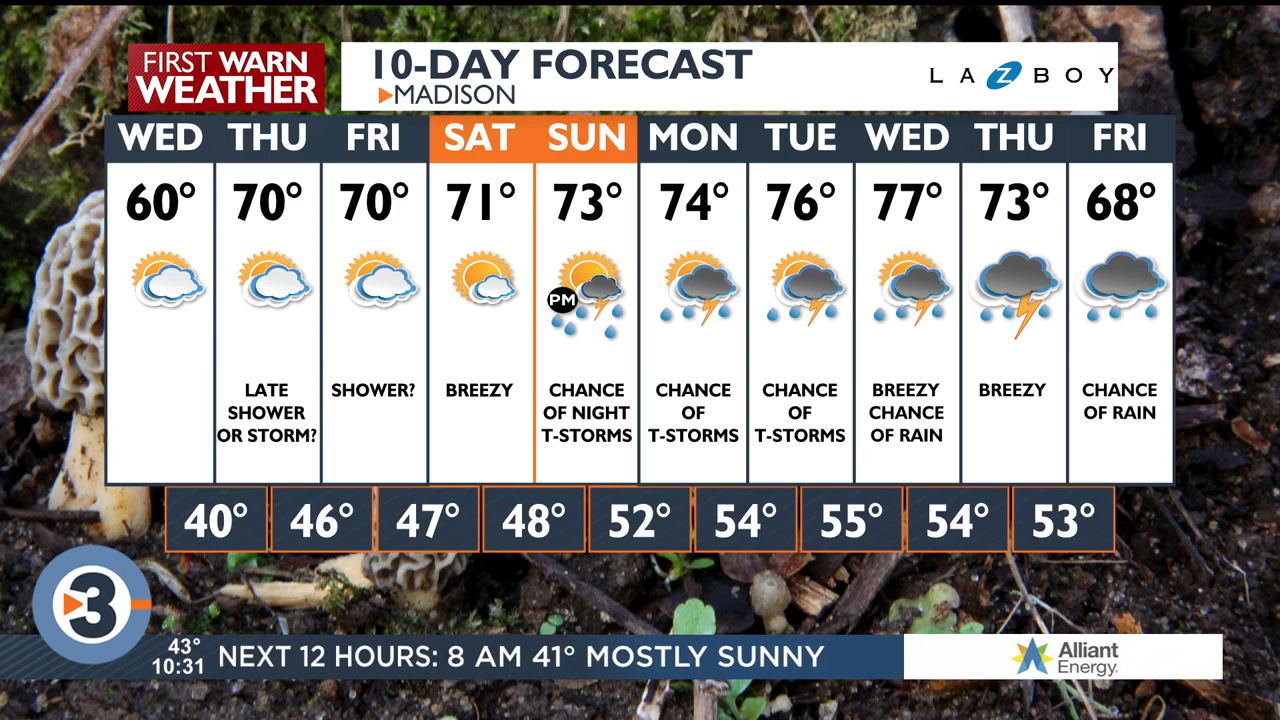 FIRST WARN
WEATHER
10-DAY FORECAST
MADISON
LA Z BOY
WED THU FRI SAT SUN MON TUE WED THU FRI
60° 70° 70° 71° 73° 74° 76° 77° 73° 68°
PM
LATE
SHOWER
OR STORM?
SHOWER?
BREEZY
CHANCE
OF NIGHT
T-STORMS
CHANCE
OF
T-STORMS
CHANCE
OF
T-STORMS
BREEZY
CHANCE
OF RAIN
BREEZY
CHANCE
OF RAIN
40° 46° 47° 48° 52° 54° 55° 54° 53°
3
43°
10:31
NEXT 12 HOURS: 8 AM 41° MOSTLY SUNNY
Alliant
Energy.